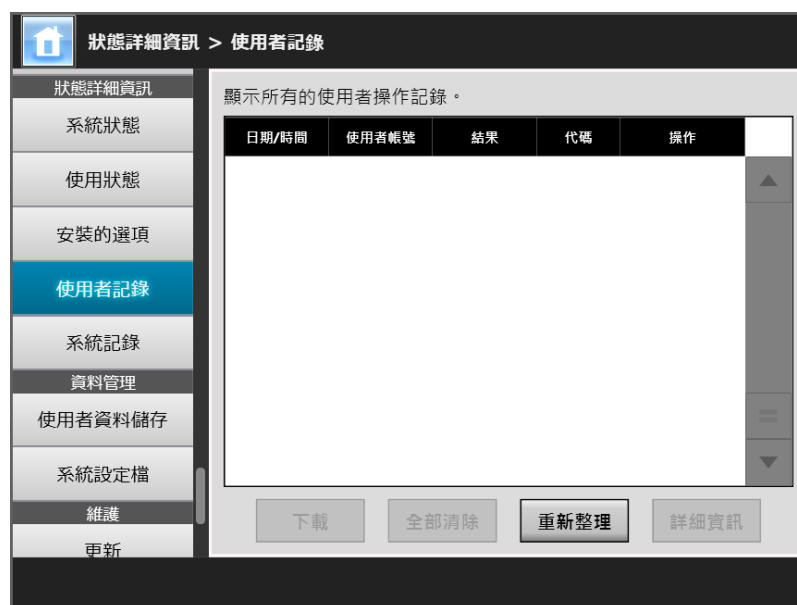 狀態詳細資訊 > 使用者記錄
狀態詳細資訊
系統狀態
使用狀態
安裝的選項
使用者記錄
系統記錄
資料管理
使用者資料儲存
系統設定檔
維護
更新
顯示所有的使用者操作記錄。
日期/時間 使用者帳號 結果 代碼 操作
下載 全部清除 重新整理 詳細資訊